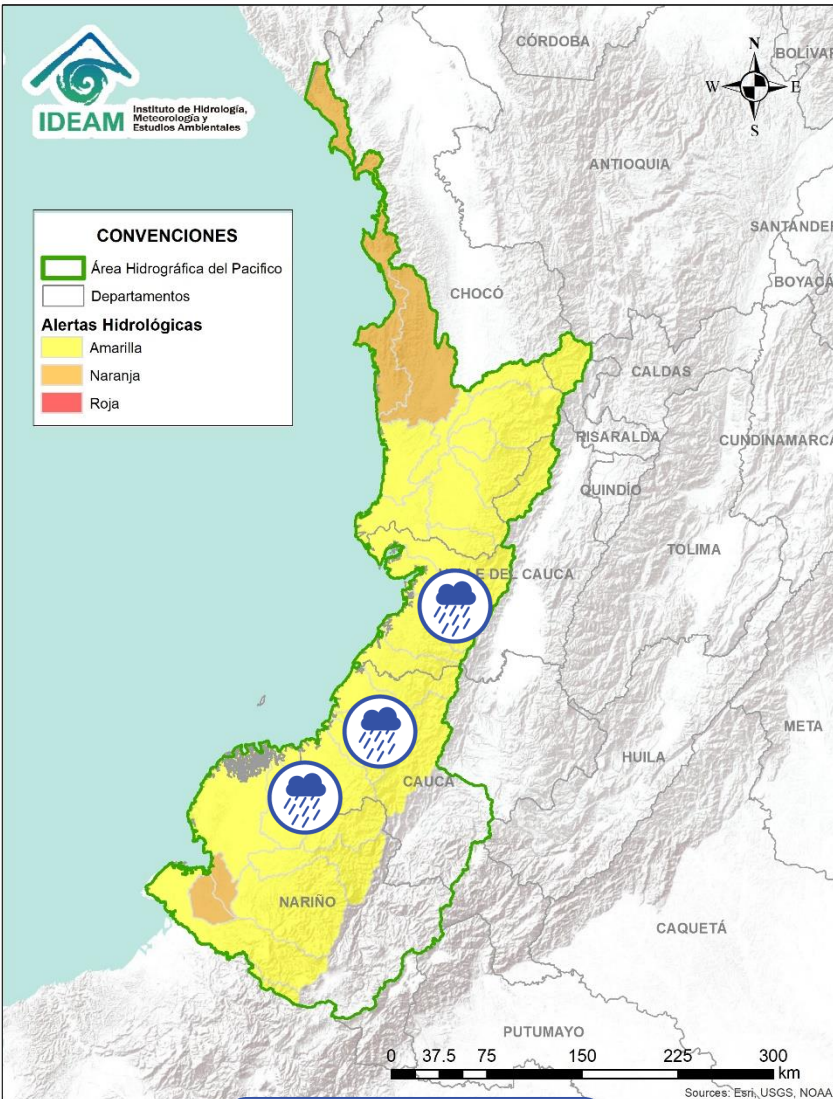 IDEAM
Instituto de Hidrología,
Meteorología y
Estudios Ambientales
N
W
E
S
CÓRDOBA
BOLÍVAR
ANTIOQUIA
SANTANDER
BOYACÁ
CONVENCIONES
Área Hidrográfica del Pacifico
Departamentos
Alertas Hidrológicas
Amarilla
Naranja
Roja
CHOCÓ
CALDAS
RISARALDA
CUNDINAMARCA
QUINDÍO
TOLIMA
LE DEL CAUCA
META
HUILA
CAUCA
NARIÑO
CAQUETÁ
PUTUMAYO
0 37.5 75 150 225 300
km
Sources: Esri, USGS, NOAA